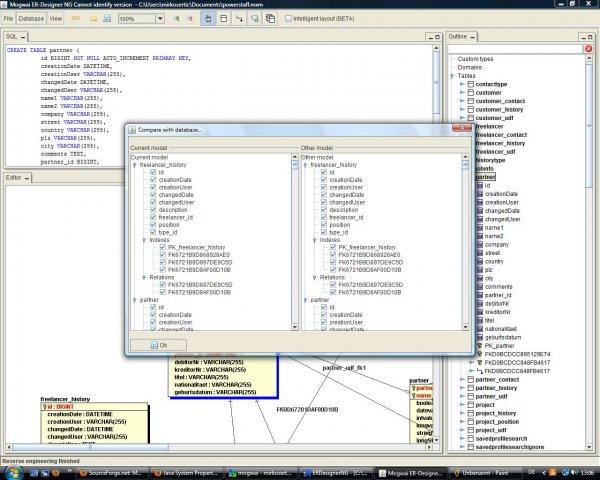 Mogwai ER-Designer NG Cannot identify version - C:\Users\mirkosertic\Documents\powerstaff.mxm
File Database View
100%
Intelligent layout (BETA)
SQL
CREATE TABLE partner (
id BIGINT NOT NULL AUTO_INCREMENT PRIMARY KEY,
creationDate DATETIME,
creationUser VARCHAR(255),
changedDate DATETIME,
changedUser VARCHAR(255),
name1 VARCHAR(255),
name2 VARCHAR(255),
company VARCHAR(255),
street VARCHAR(255),
country VARCHAR(255),
plz VARCHAR(255),
city VARCHAR(255),
comments TEXT,
partner_id BIGINT,
Editor
Compare with database...
Current model
Current model
freelancer_history
id
creationDate
creationUser
changedDate
changedUser
description
freelancer_id
position
type_id
Indexes
PK_freelancer_history
FK6721B9D868928AE0
FK6721B9D897DE9C5D
FK6721B9D8AF00D10B
Relations
FK6721B9D897DE9C5D
FK6721B9D8AF00D10B
partner
id
creationDate
creationUser
changedDate
Other model
Other model
freelancer_history
id
creationDate
creationUser
changedDate
changedUser
description
freelancer_id
position
type_id
Indexes
PK_freelancer_history
FK6721B9D868928AE0
FK6721B9D897DE9C5D
FK6721B9D8AF00D10B
Relations
FK6721B9D897DE9C5D
FK6721B9D8AF00D10B
partner
id
creationDate
creationUser
changedDate
Ok
debitorNr : VARCHAR(255)
kreditorNr : VARCHAR(255)
titel : VARCHAR(255)
nationalitaet : VARCHAR(255)
geburtsdatum : VARCHAR(255)
partner_udf_fk1
FKBD672D10AF00D10B
freelancer_history
id : BIGINT
creationDate : DATETIME
creationUser : VARCHAR(255)
changedDate : DATETIME
changedUser : VARCHAR(255)
partner_
Outline
Custom types
Domains
Tables
contacttype
customer
customer_contact
customer_history
customer_udf
freelancer
freelancer_contact
freelancer_history
freelancer_udf
historytype
jobinfo
partner
id
creationDate
creationUser
changedDate
changedUser
name1
name2
company
street
country
plz
city
comments
partner_id
debitorNr
kreditorNr
titel
nationalitaet
geburtsdatum
PK_partner
FKD0BCDCC895129E74
FKD0BCDCC848FB4617
FKD0BCDCC848FB4617
partner_contact
partner_history
partner_udf
project
project_history
project_position
project_udf
savedprofilesearch
savedprofilesearchignore
Reverse engineering finished
SourceForge.net: M...
Java System Propert...
mogwai - mirkosert...
ERDesignerNG - [C:\...
Mogwai ER-Designe...
Unbenannt - Paint
DE
13:06